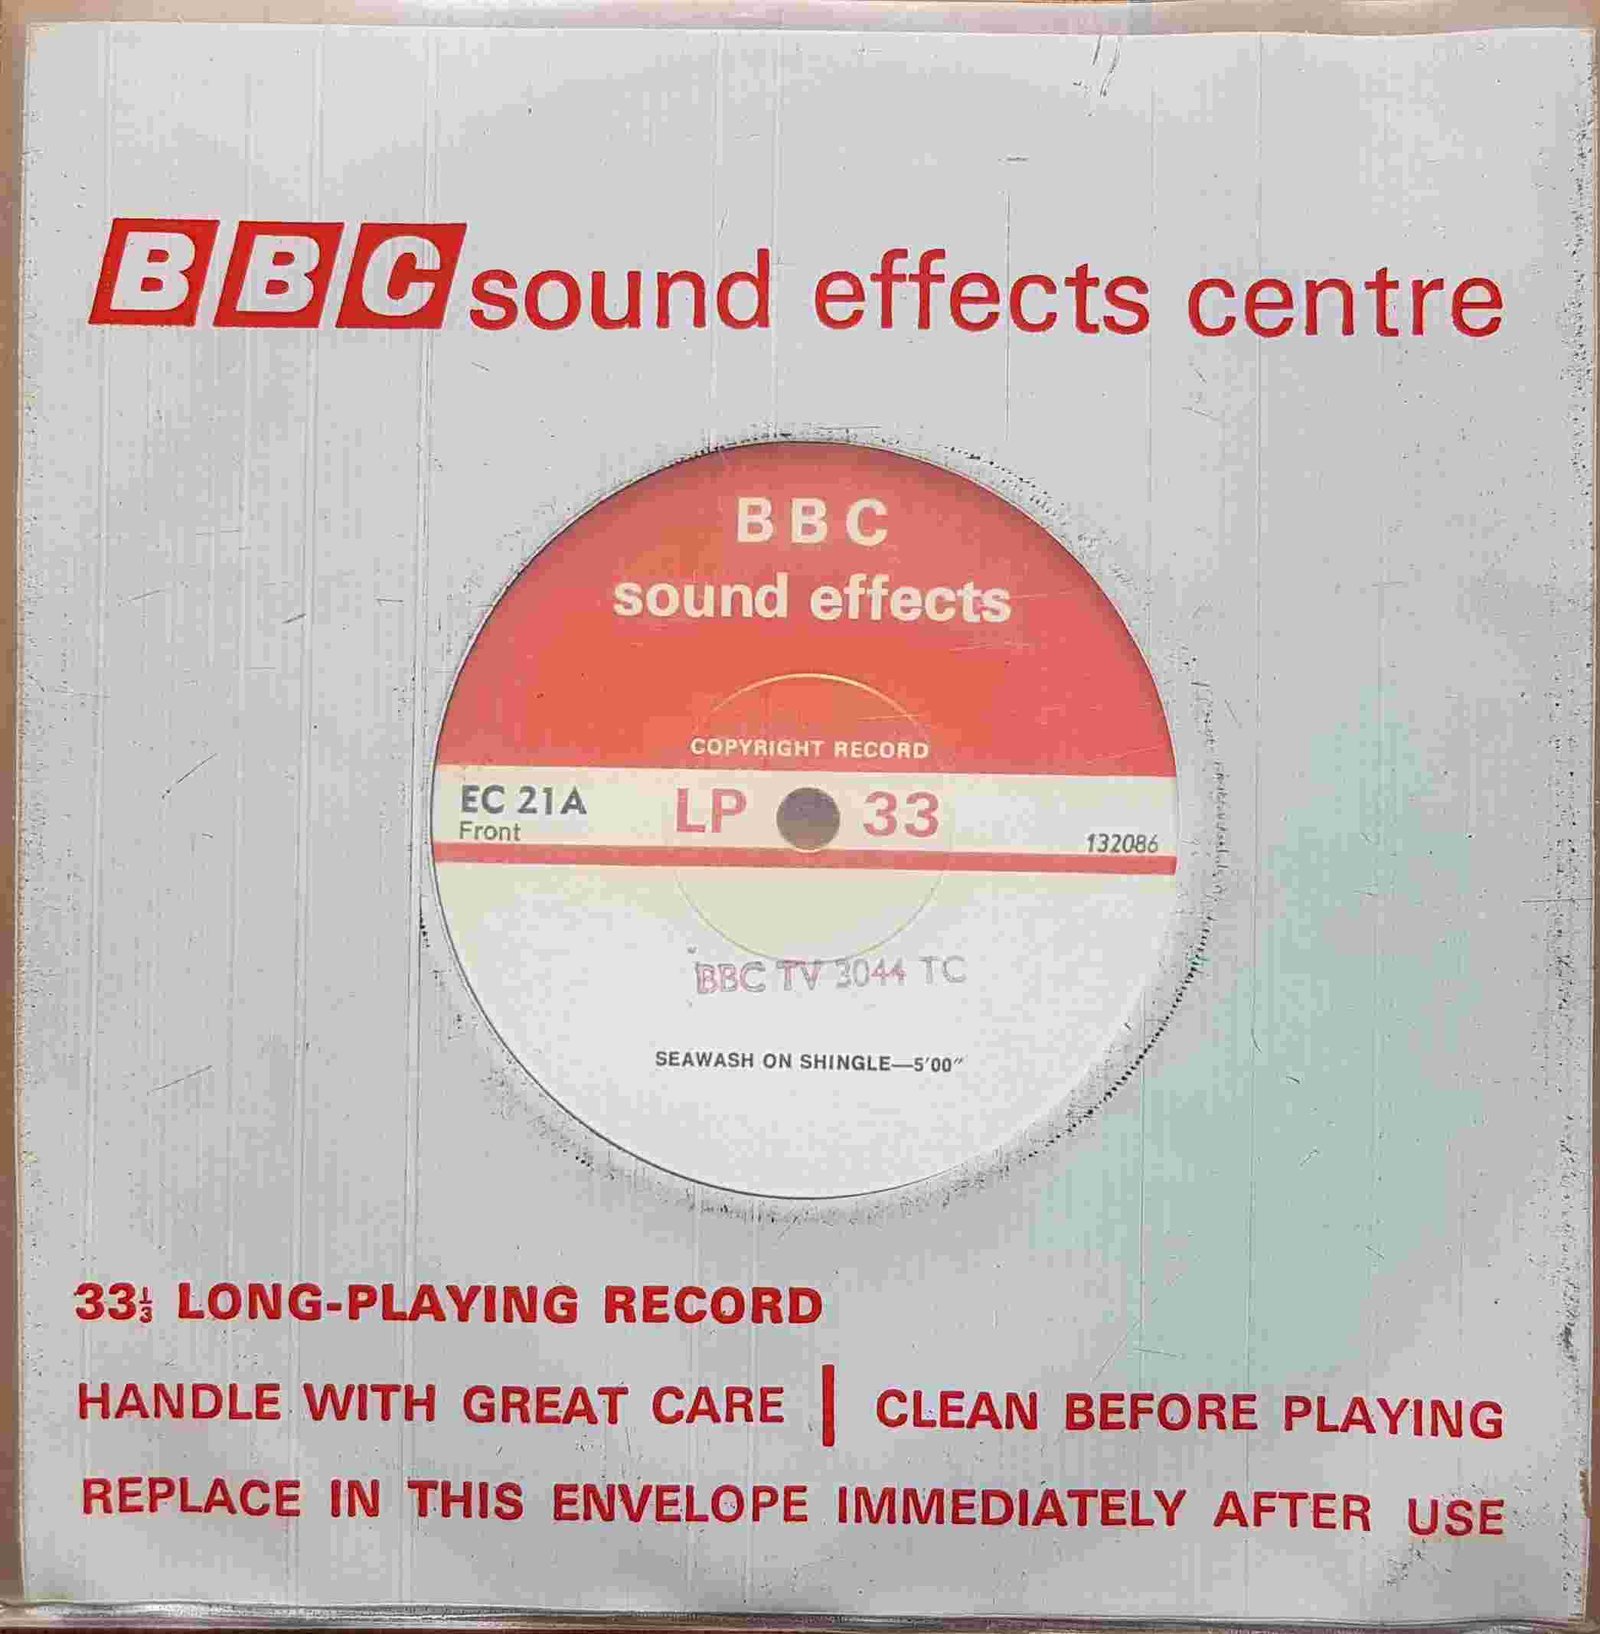 BBC sound effects centre
BBC
sound effects
COPYRIGHT RECORD
EC 21A LP 33
Front 132086
BBC TV 3044 TC
SEAWASH ON SHINGLE—5′00″
33⅓ LONG-PLAYING RECORD
HANDLE WITH GREAT CARE | CLEAN BEFORE PLAYING
REPLACE IN THIS ENVELOPE IMMEDIATELY AFTER USE